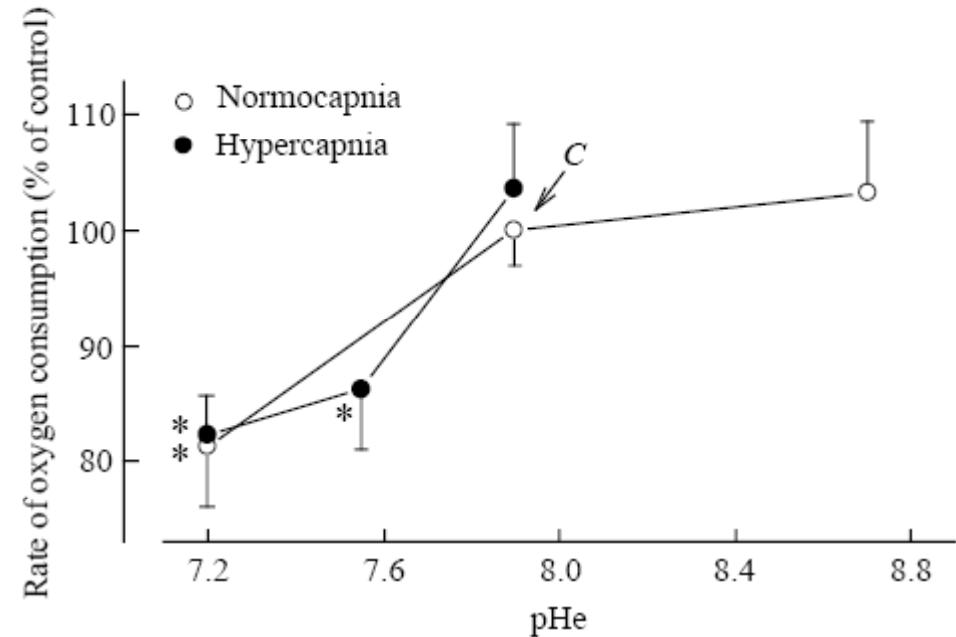 Rate of oxygen consumption (% of control)
Normocapnia
Hypercapnia
110
100
90
80
C
*
*
*
7.2 7.6 8.0 8.4 8.8
pHe